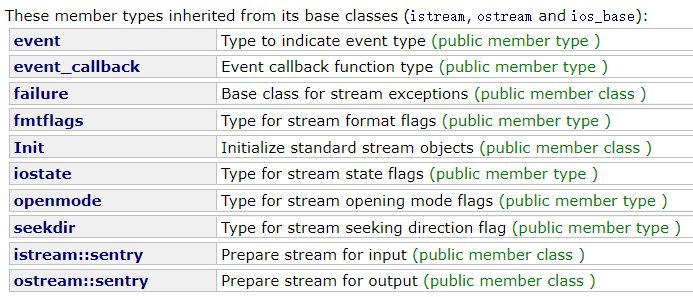 These member types inherited from its base classes (istream, ostream and ios_base):
event Type to indicate event type (public member type )
event_callback Event callback function type (public member type )
failure Base class for stream exceptions (public member class )
fmtflags Type for stream format flags (public member type )
Init Initialize standard stream objects (public member class )
iostate Type for stream state flags (public member type )
openmode Type for stream opening mode flags (public member type )
seekdir Type for stream seeking direction flag (public member type )
istream::sentry Prepare stream for input (public member class )
ostream::sentry Prepare stream for output (public member class )